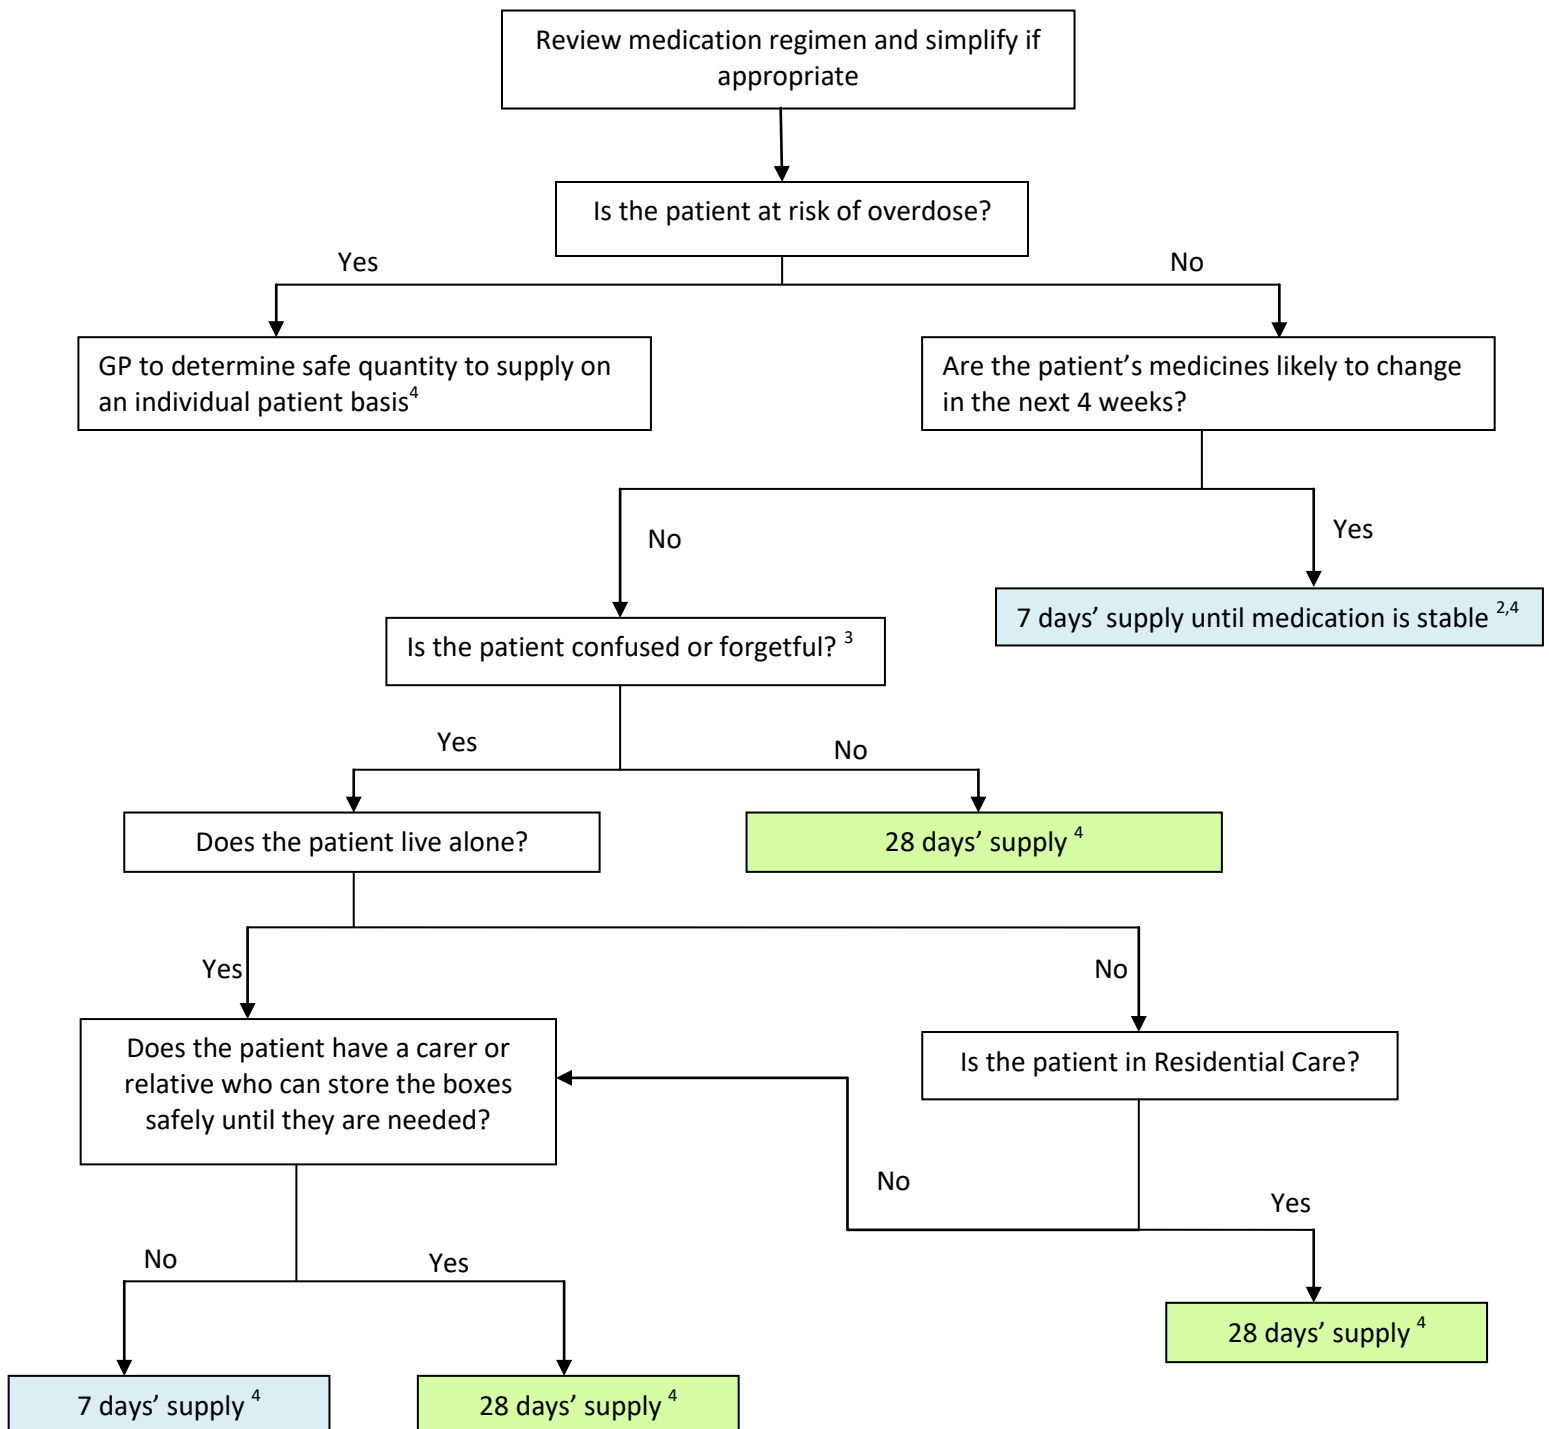 Review medication regimen and simplify if
appropriate
Is the patient at risk of overdose?
Yes
No
GP to determine safe quantity to supply on
an individual patient basis4
Are the patient’s medicines likely to change
in the next 4 weeks?
No
Yes
7 days’ supply until medication is stable 2,4
Is the patient confused or forgetful? 3
Yes
No
Does the patient live alone?
28 days’ supply 4
Yes
No
Does the patient have a carer or
relative who can store the boxes
safely until they are needed?
Is the patient in Residential Care?
No
Yes
No
Yes
28 days’ supply 4
7 days’ supply 4
28 days’ supply 4